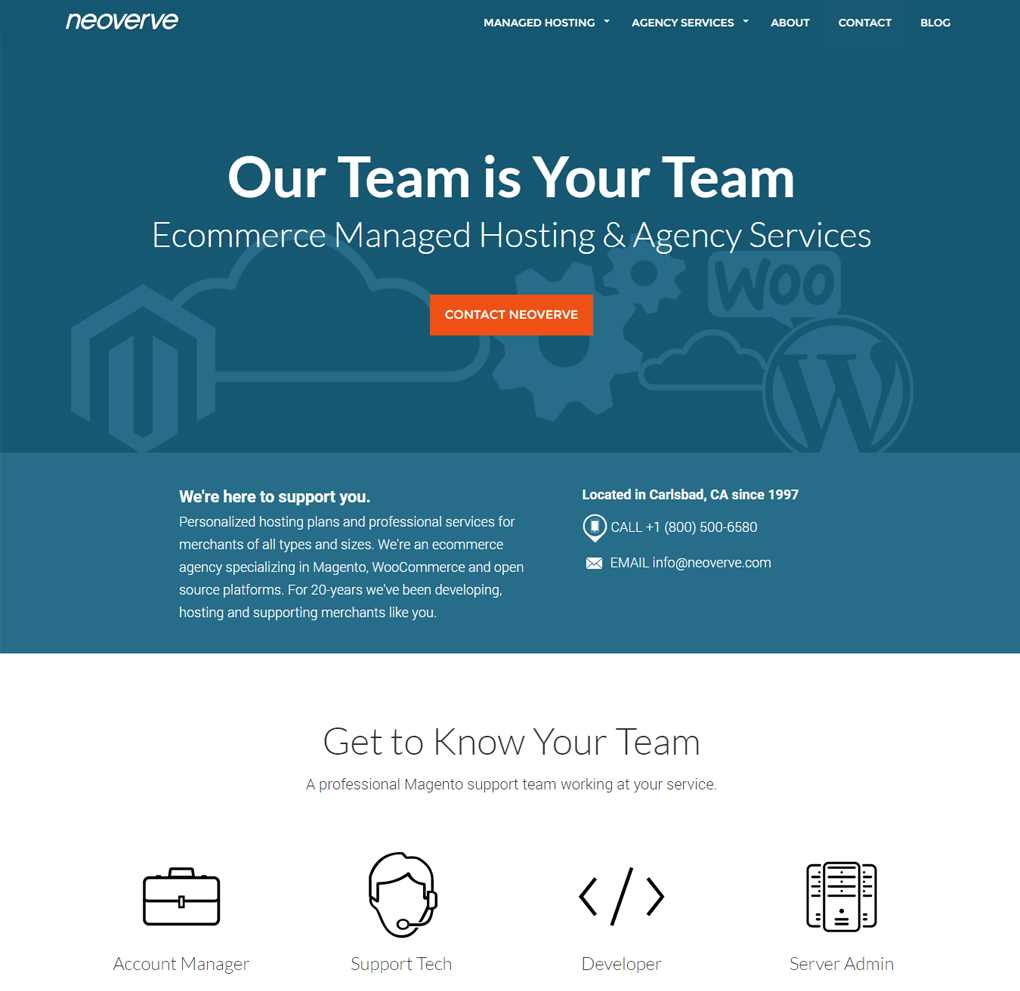 neoverve
MANAGED HOSTING
AGENCY SERVICES
ABOUT
CONTACT
BLOG
Our Team is Your Team
Ecommerce Managed Hosting & Agency Services
WOO
W
CONTACT NEOVERVE
We're here to support you.
Personalized hosting plans and professional services for
merchants of all types and sizes. We're an ecommerce
agency specializing in Magento, WooCommerce and open
source platforms. For 20-years we've been developing,
hosting and supporting merchants like you.
Located in Carlsbad, CA since 1997
CALL +1 (800) 500-6580
EMAIL info@neoverve.com
Get to Know Your Team
A professional Magento support team working at your service.
Account Manager
Support Tech
Developer
Server Admin